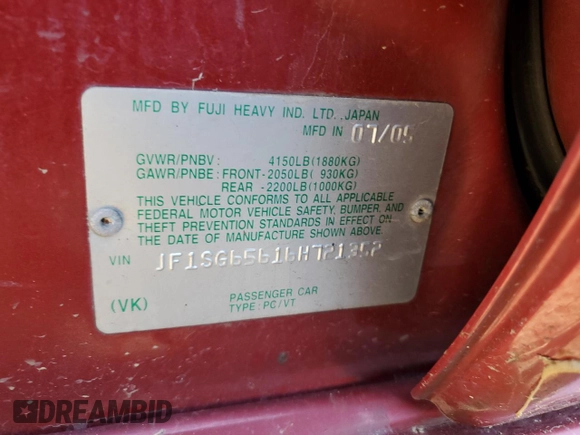 MFD BY FUJI HEAVY IND. LTD., JAPAN
MFD IN 07/05
GVWR/PNBV : 4150LB(1880KG)
GAWR/PNBE : FRONT-2050LB( 930KG)
REAR -2200LB(1000KG)
THIS VEHICLE CONFORMS TO ALL APPLICABLE
FEDERAL MOTOR VEHICLE SAFETY, BUMPER, AND
THEFT PREVENTION STANDARDS IN EFFECT ON
THE DATE OF MANUFACTURE SHOWN ABOVE.
VIN JF1SG65616H721352
(VK) PASSENGER CAR
TYPE : PC/VT
DREAMBID